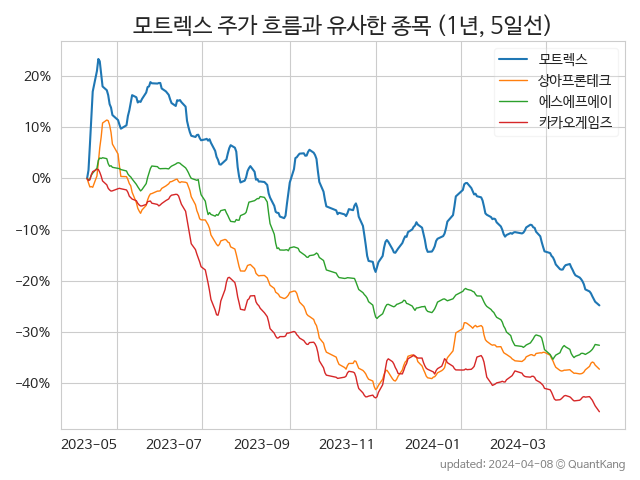 모트렉스 주가 흐름과 유사한 종목 (1년, 5일선)
모트렉스
상아프론테크
에스에프에이
카카오게임즈
20%
10%
0%
−10%
−20%
−30%
−40%
2023-05
2023-07
2023-09
2023-11
2024-01
2024-03
updated: 2024-04-08 © QuantKang